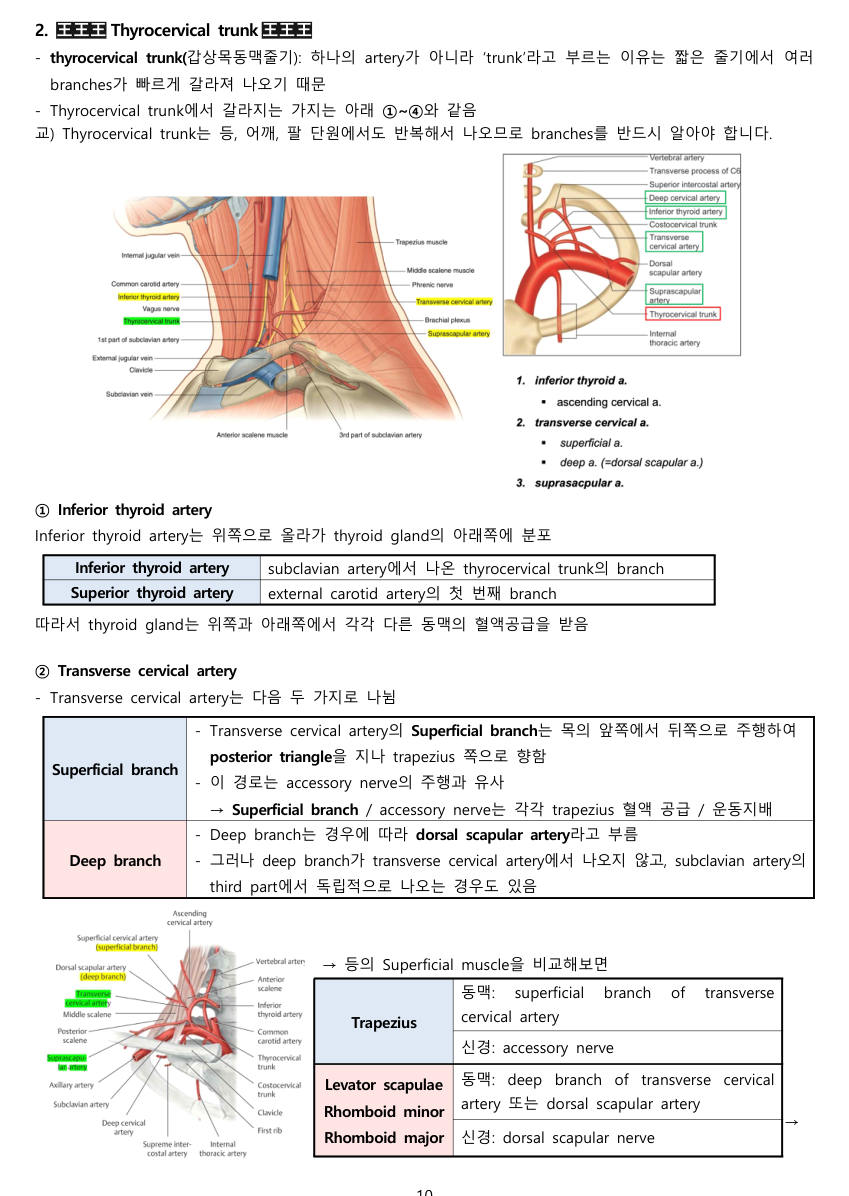 2. 王王王 Thyrocervical trunk 王王王
- thyrocervical trunk(갑상목동맥줄기): 하나의 artery가 아니라 ‘trunk’라고 부르는 이유는 짧은 줄기에서 여러
branches가 빠르게 갈라져 나오기 때문
- Thyrocervical trunk에서 갈라지는 가지는 아래 ①~④와 같음
교) Thyrocervical trunk는 등, 어깨, 팔 단원에서도 반복해서 나오므로 branches를 반드시 알아야 합니다.
Internal jugular vein
Common carotid artery
Inferior thyroid artery
Vagus nerve
Thyrocervical trunk
1st part of subclavian artery
External jugular vein
Clavicle
Subclavian vein
Anterior scalene muscle
3rd part of subclavian artery
Trapezius muscle
Middle scalene muscle
Phrenic nerve
Transverse cervical artery
Brachial plexus
Suprascapular artery
Vertebral artery
Transverse process of C6
Superior intercostal artery
Deep cervical artery
Inferior thyroid artery
Costocervical trunk
Transverse
cervical artery
Dorsal
scapular artery
Suprascapular
artery
Thyrocervical trunk
Internal
thoracic artery
1. inferior thyroid a.
▪ ascending cervical a.
2. transverse cervical a.
▪ superficial a.
▪ deep a. (=dorsal scapular a.)
3. suprasacpular a.
① Inferior thyroid artery
Inferior thyroid artery는 위쪽으로 올라가 thyroid gland의 아래쪽에 분포
Inferior thyroid artery subclavian artery에서 나온 thyrocervical trunk의 branch
Superior thyroid artery external carotid artery의 첫 번째 branch
따라서 thyroid gland는 위쪽과 아래쪽에서 각각 다른 동맥의 혈액공급을 받음
② Transverse cervical artery
- Transverse cervical artery는 다음 두 가지로 나뉨
Superficial branch
- Transverse cervical artery의 Superficial branch는 목의 앞쪽에서 뒤쪽으로 주행하여
posterior triangle을 지나 trapezius 쪽으로 향함
- 이 경로는 accessory nerve의 주행과 유사
→ Superficial branch / accessory nerve는 각각 trapezius 혈액 공급 / 운동지배
Deep branch
- Deep branch는 경우에 따라 dorsal scapular artery라고 부름
- 그러나 deep branch가 transverse cervical artery에서 나오지 않고, subclavian artery의
third part에서 독립적으로 나오는 경우도 있음
Ascending
cervical artery
Superficial cervical artery
(superficial branch)
Dorsal scapular artery
(deep branch)
Transverse
cervical artery
Middle scalene
Posterior
scalene
Suprascapu-
lar artery
Axillary artery
Subclavian artery
Deep cervical
artery
Supreme inter-
costal artery
Internal
thoracic artery
Vertebral artery
Anterior
scalene
Inferior
thyroid artery
Common
carotid artery
Thyrocervical
trunk
Costocervical
trunk
Clavicle
First rib
→ 등의 Superficial muscle을 비교해보면
Trapezius
동맥: superficial branch of transverse
cervical artery
신경: accessory nerve
Levator scapulae
Rhomboid minor
Rhomboid major
동맥: deep branch of transverse cervical
artery 또는 dorsal scapular artery
신경: dorsal scapular nerve
→
10